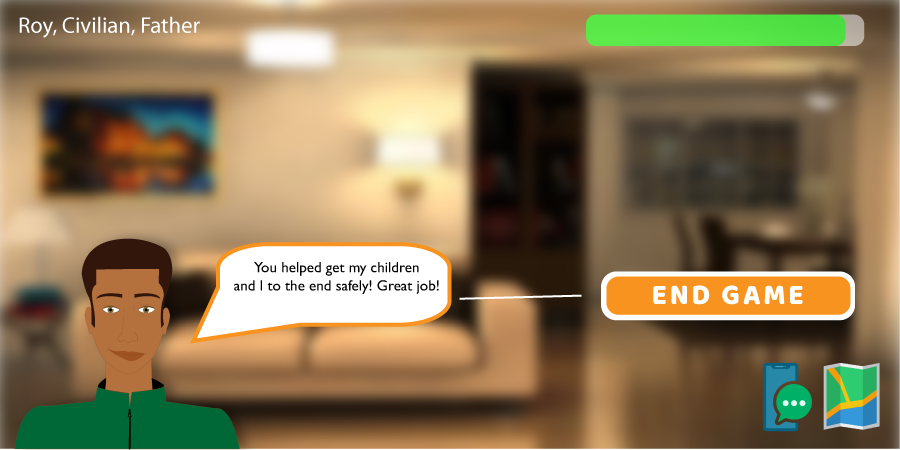 Roy, Civilian, Father
You helped get my children
and I to the end safely! Great job!
END GAME